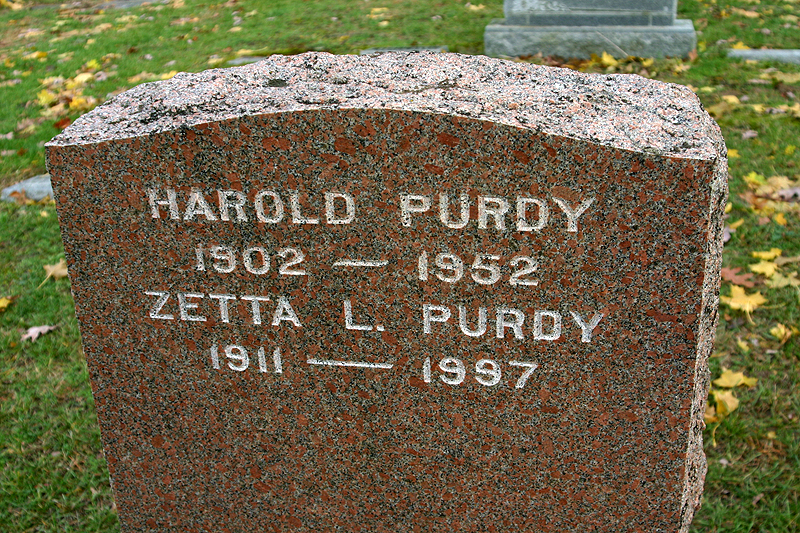 HAROLD PURDY
1902 — 1952
ZETTA L. PURDY
1911 — 1997